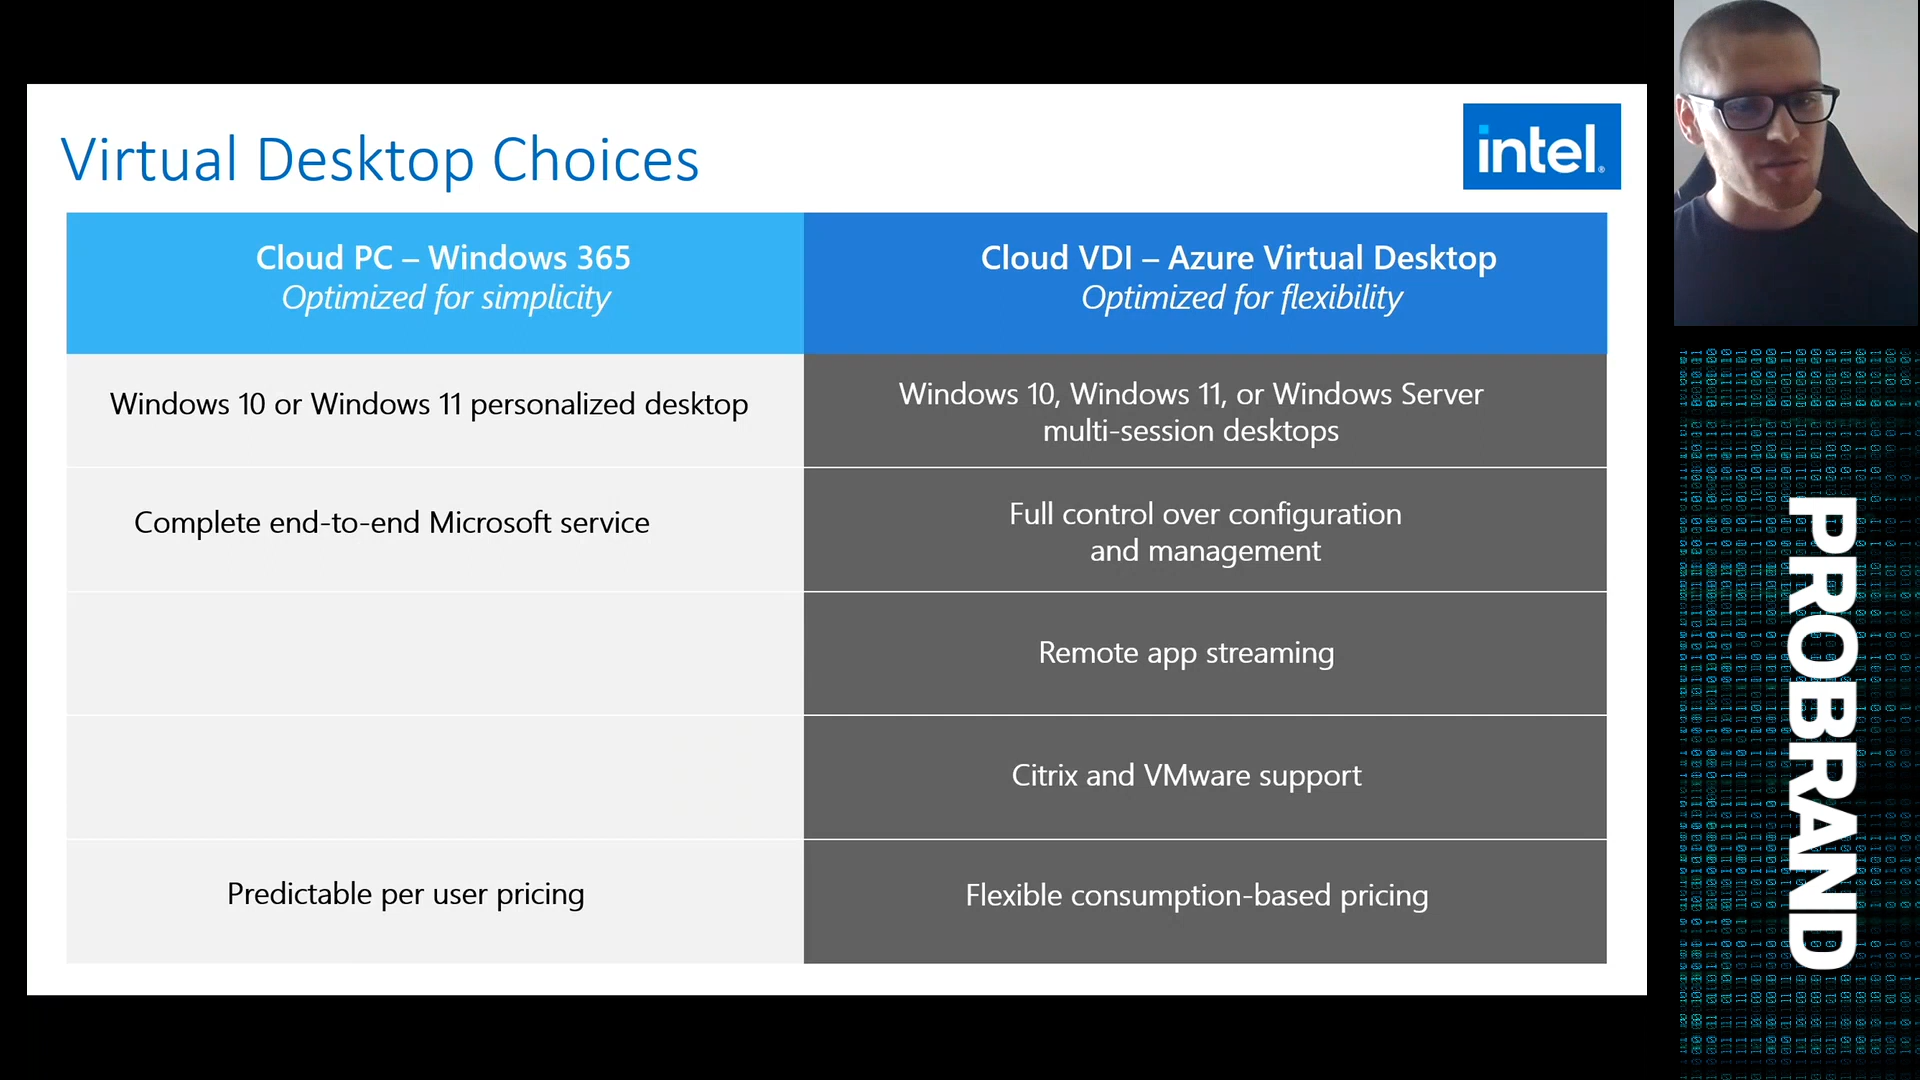 Virtual Desktop Choices
intel®
Cloud PC – Windows 365
Optimized for simplicity
Cloud VDI – Azure Virtual Desktop
Optimized for flexibility
Windows 10 or Windows 11 personalized desktop
Windows 10, Windows 11, or Windows Server
multi-session desktops
Complete end-to-end Microsoft service
Full control over configuration
and management
Remote app streaming
Citrix and VMware support
Predictable per user pricing
Flexible consumption-based pricing
PROBRAND